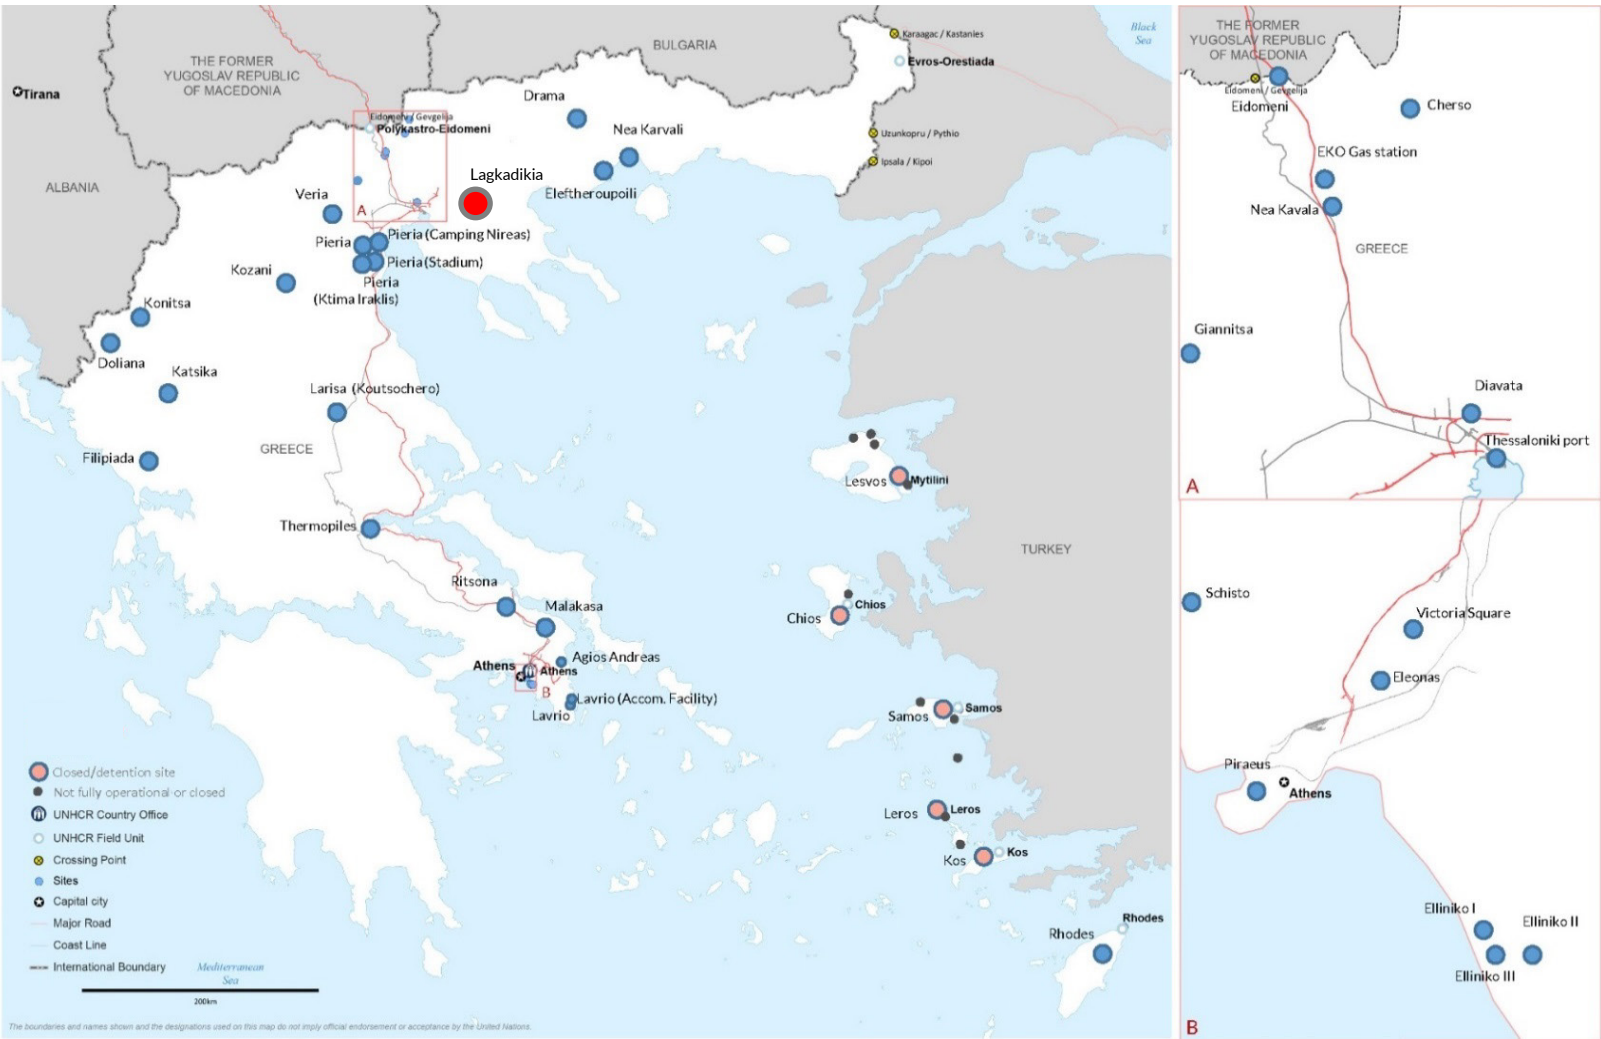 Black
Sea
BULGARIA
Karaagac / Kastanies
Evros-Orestiada
THE FORMER
YUGOSLAV REPUBLIC
OF MACEDONIA
Tirana
Drama
Nea Karvali
Eidomeni / Gevgelija
Polykastro-Eidomeni
Uzunkopru / Pythio
Ipsala / Kipoi
Lagkadikia
Eleftheroupoili
ALBANIA
Veria
A
Pieria
Pieria (Camping Nireas)
Pieria (Stadium)
Pieria
(Ktima Iraklis)
Kozani
Konitsa
Doliana
Katsika
Larisa (Koutsochero)
GREECE
Filipiada
Lesvos
Mytilini
Thermopiles
TURKEY
Ritsona
Malakasa
Chios
Chios
Agios Andreas
Athens
Athens
B
Lavrio (Accom. Facility)
Lavrio
Samos
Samos
Leros
Leros
Kos
Kos
Rhodes
Rhodes
Closed/detention site
Not fully operational or closed
UNHCR Country Office
UNHCR Field Unit
Crossing Point
Sites
Capital city
Major Road
Coast Line
International Boundary
Mediterranean
Sea
200km
The boundaries and names shown and the designations used on this map do not imply official endorsement or acceptance by the United Nations.
THE FORMER
YUGOSLAV REPUBLIC
OF MACEDONIA
Eidomeni / Gevgelija
Eidomeni
Cherso
EKO Gas station
Nea Kavala
GREECE
Giannitsa
Diavata
Thessaloniki port
A
Schisto
Victoria Square
Eleonas
Piraeus
Athens
Elliniko I
Elliniko II
Elliniko III
B